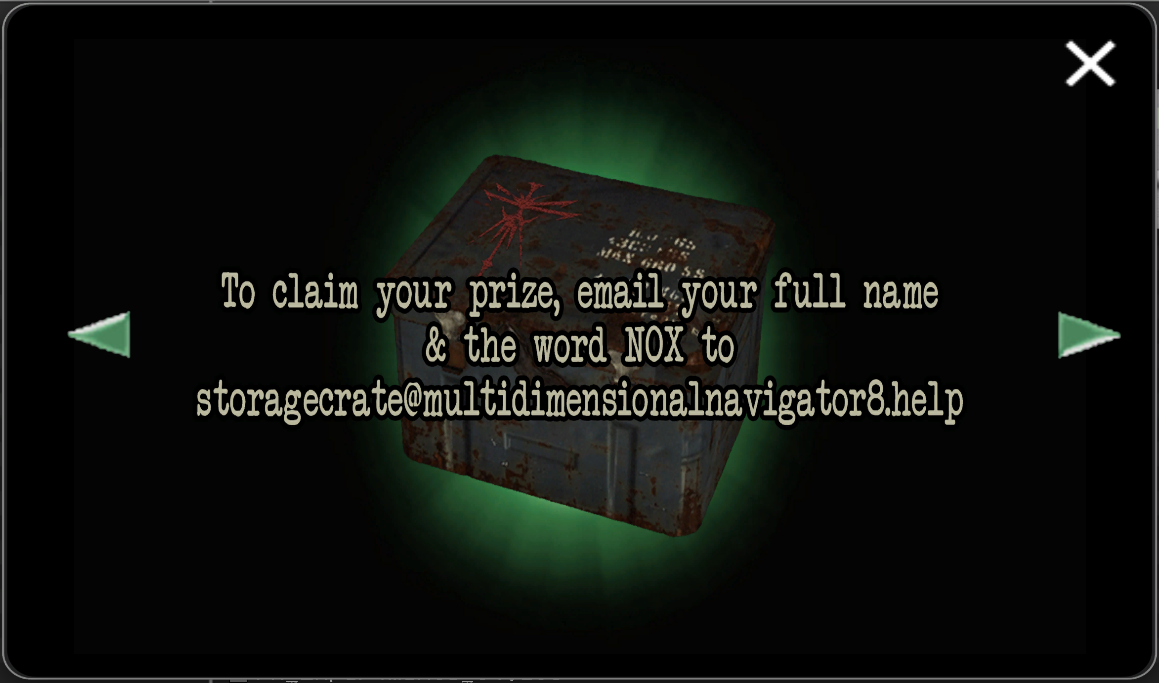 To claim your prize, email your full name
& the word NOX to
storagecrate@multidimensionalnavigator8.help